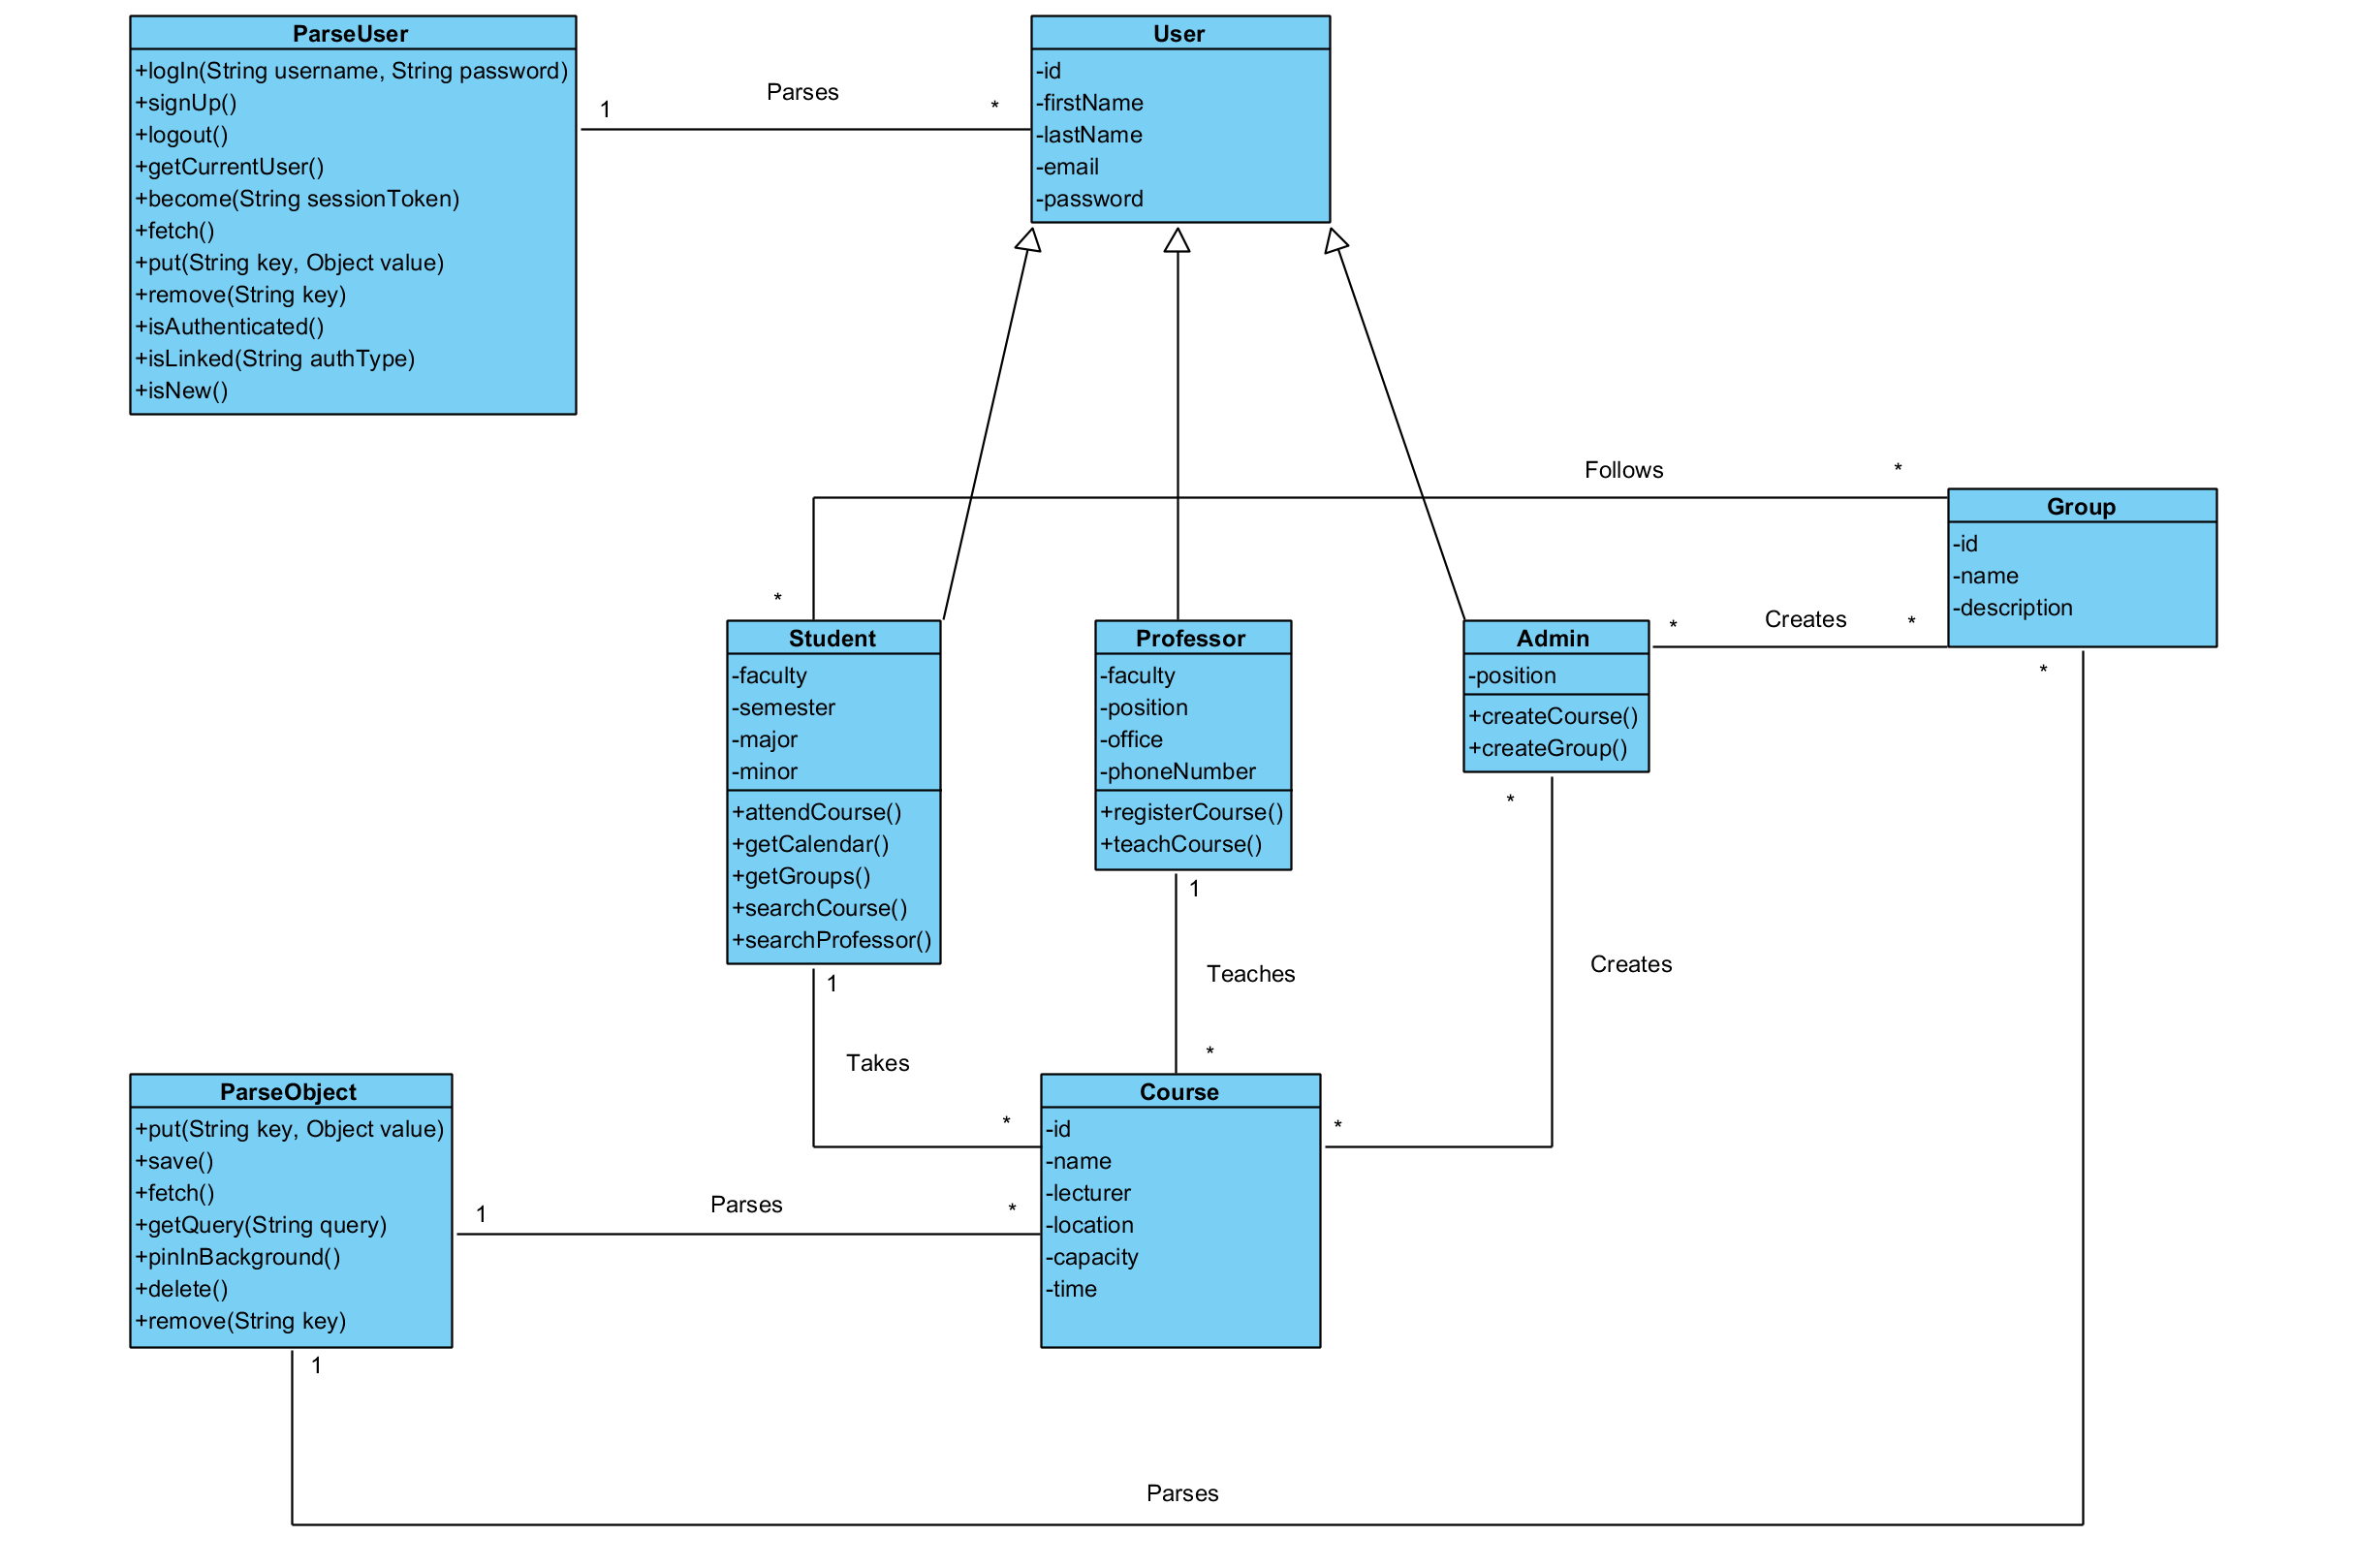 ParseUser
+logIn(String username, String password)
+signUp()
+logout()
+getCurrentUser()
+become(String sessionToken)
+fetch()
+put(String key, Object value)
+remove(String key)
+isAuthenticated()
+isLinked(String authType)
+isNew()
Parses
1
*
User
-id
-firstName
-lastName
-email
-password
Follows
*
*
Group
-id
-name
-description
Student
-faculty
-semester
-major
-minor
+attendCourse()
+getCalendar()
+getGroups()
+searchCourse()
+searchProfessor()
Professor
-faculty
-position
-office
-phoneNumber
+registerCourse()
+teachCourse()
Admin
-position
+createCourse()
+createGroup()
*
Creates
*
*
*
1
Teaches
*
Creates
*
1
Takes
*
ParseObject
+put(String key, Object value)
+save()
+fetch()
+getQuery(String query)
+pinInBackground()
+delete()
+remove(String key)
1
Parses
*
Course
-id
-name
-lecturer
-location
-capacity
-time
1
Parses